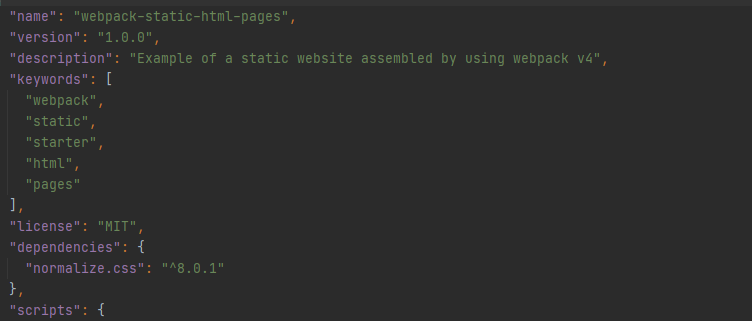 "name": "webpack-static-html-pages",
"version": "1.0.0",
"description": "Example of a static website assembled by using webpack v4",
"keywords": [
"webpack",
"static",
"starter",
"html",
"pages"
],
"license": "MIT",
"dependencies": {
"normalize.css": "^8.0.1"
},
"scripts": {